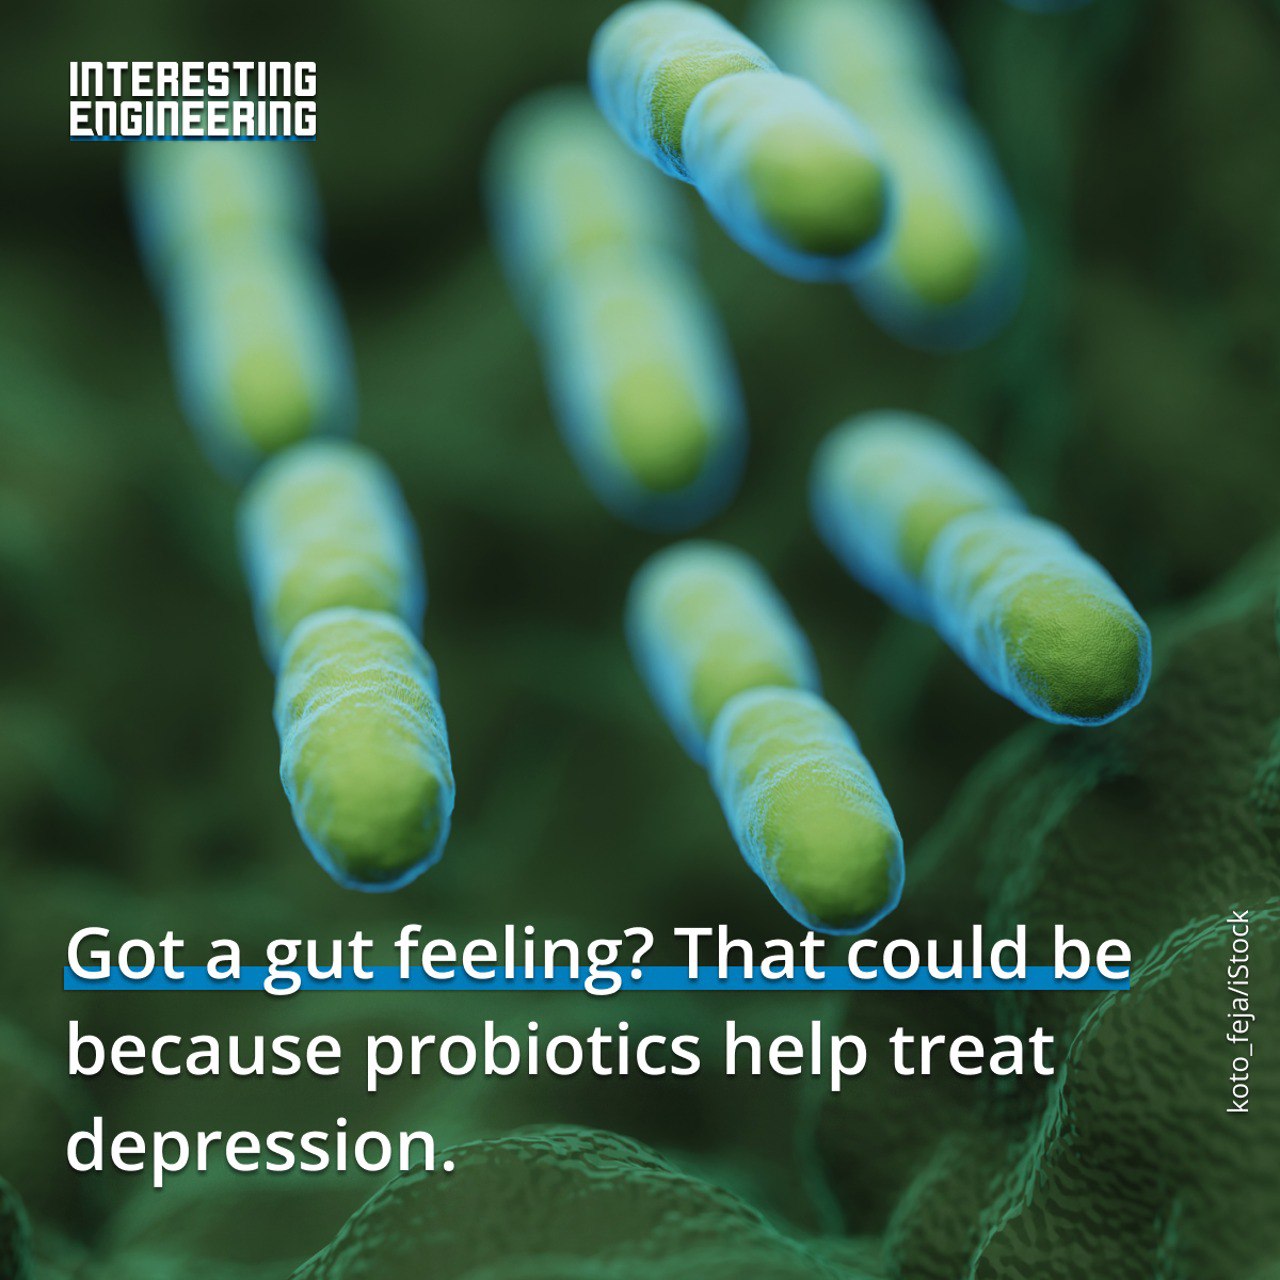 INTERESTING
ENGINEERING
Got a gut feeling? That could be
because probiotics help treat
depression.
koto_feja/iStock